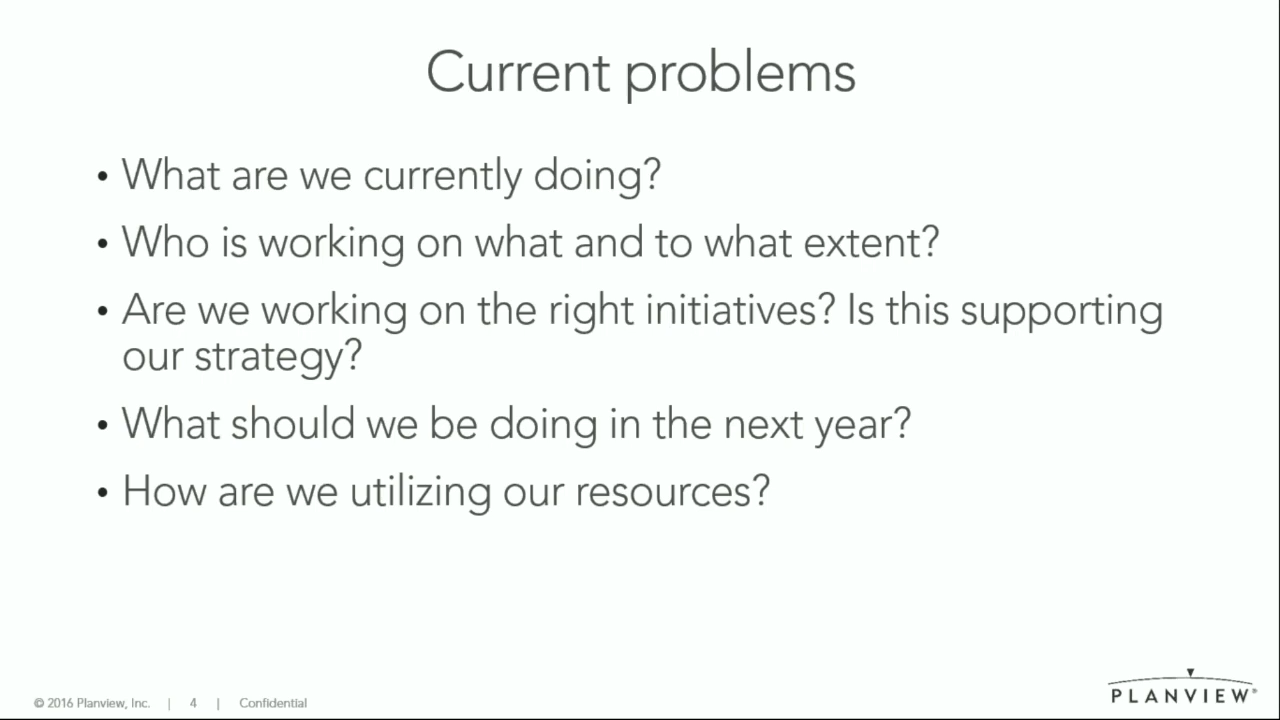 Current problems
• What are we currently doing?
• Who is working on what and to what extent?
• Are we working on the right initiatives? Is this supporting
our strategy?
• What should we be doing in the next year?
• How are we utilizing our resources?
© 2016 Planview, Inc. | 4 | Confidential
PLANVIEW®